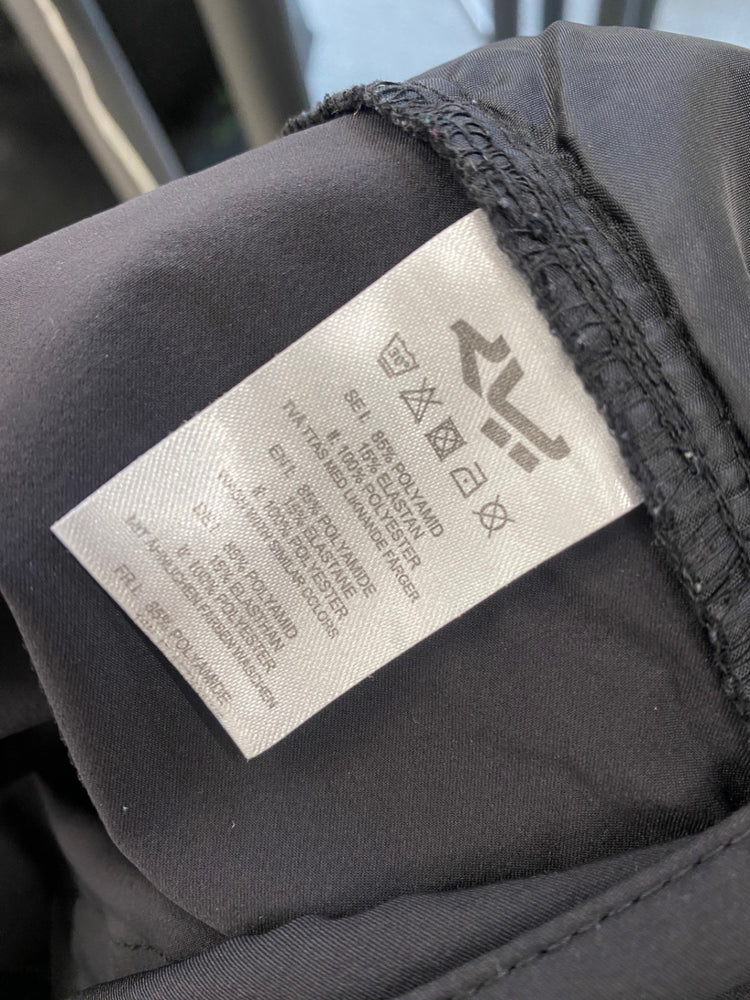 30°
SE I: 85% POLYAMID
15% ELASTAN
II: 100% POLYESTER
TVÄTTAS MED LIKNANDE FÄRGER
EN I: 85% POLYAMIDE
15% ELASTANE
II: 100% POLYESTER
WASH WITH SIMILAR COLORS
DE I: 85% POLYAMID
15% ELASTHAN
II: 100% POLYESTER
MIT ÄHNLICHEN FARBEN WASCHEN
FR I: 85% POLYAMIDE